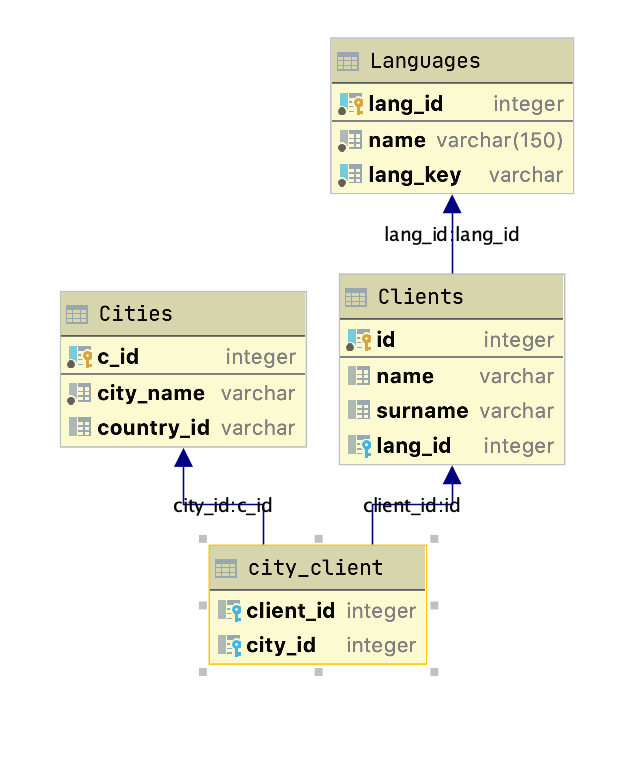 Languages
lang_id integer
name varchar(150)
lang_key varchar
lang_id:lang_id
Clients
id integer
name varchar
surname varchar
lang_id integer
Cities
c_id integer
city_name varchar
country_id varchar
city_id:c_id
client_id:id
city_client
client_id integer
city_id integer